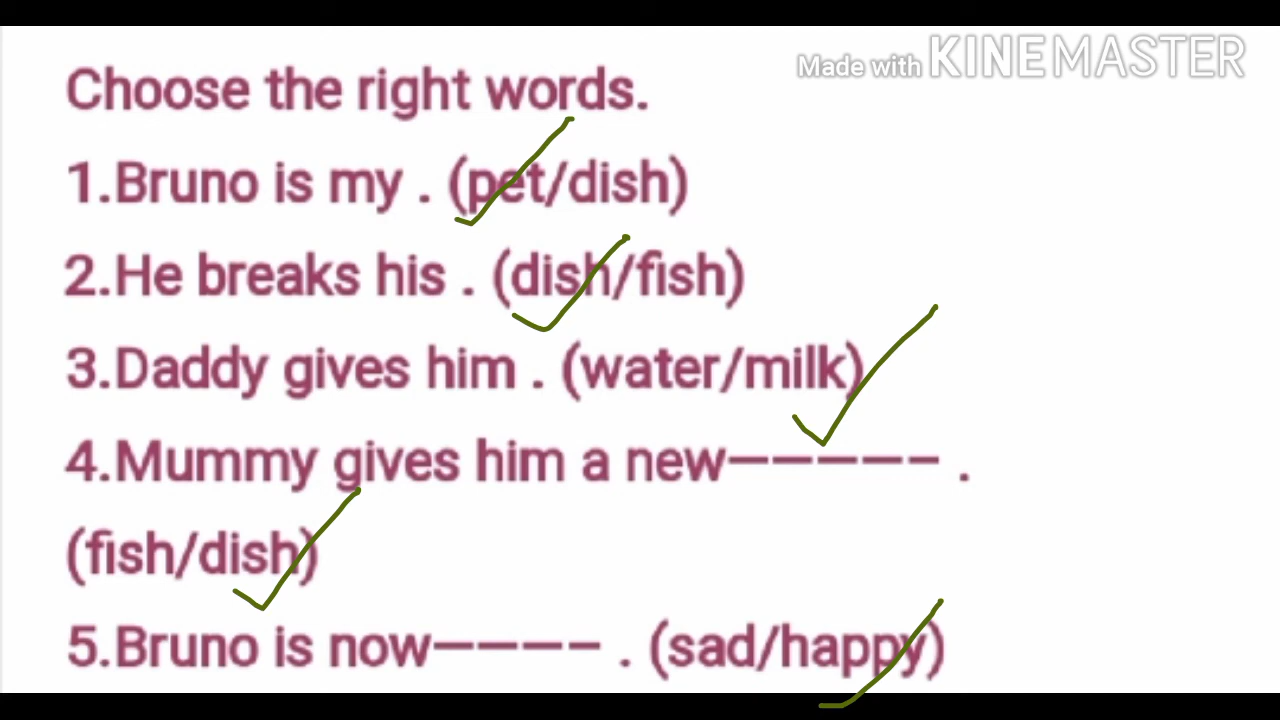 Made with KINEMASTER
Choose the right words.
1.Bruno is my . (pet/dish)
2.He breaks his . (dish/fish)
3.Daddy gives him . (water/milk)
4.Mummy gives him a new————— .
(fish/dish)
5.Bruno is now———— . (sad/happy)